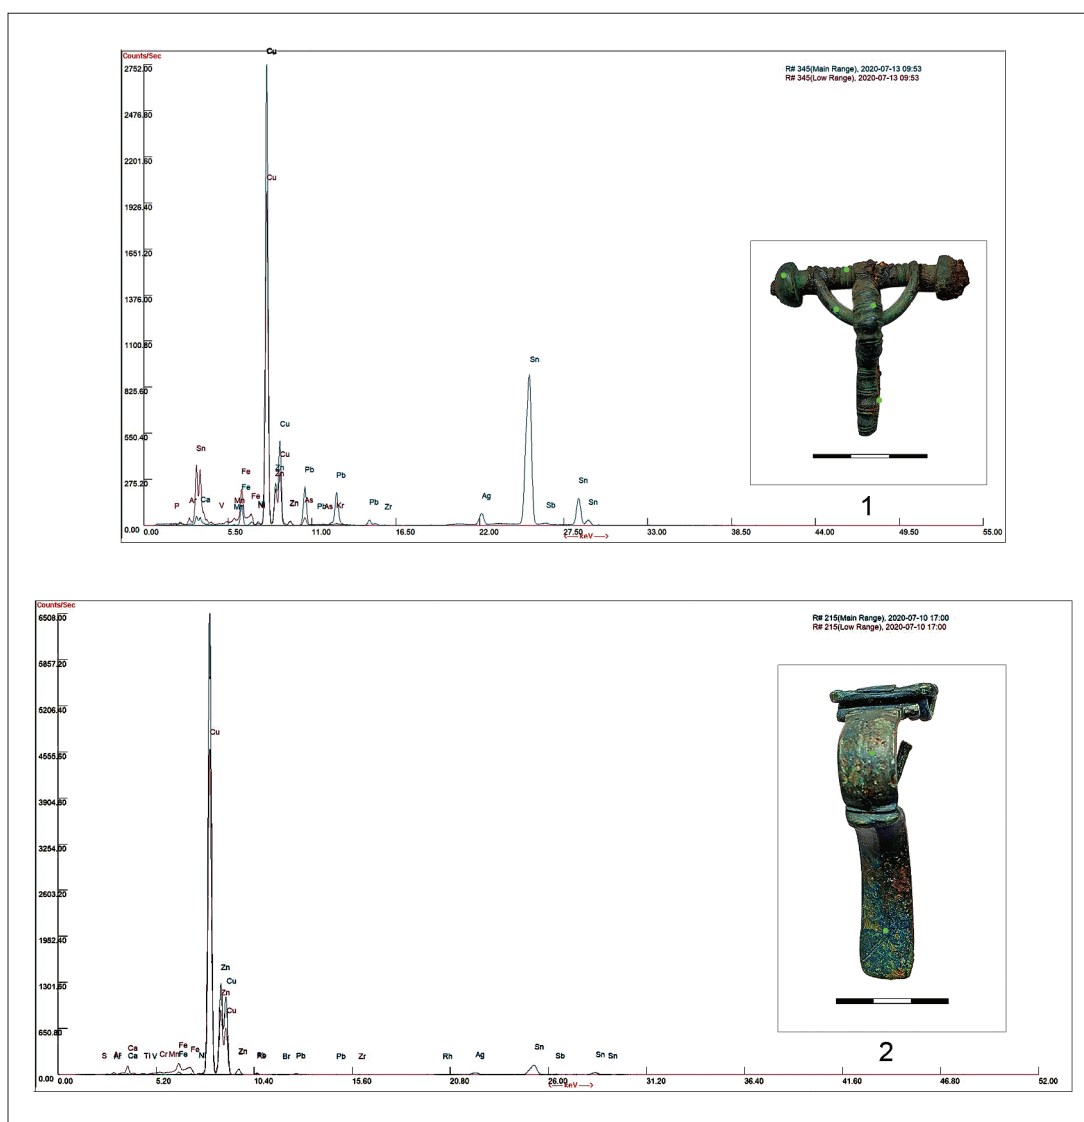 Counts/Sec
Cu
2752.00
R# 345(Main Range), 2020-07-13 09:53
R# 345(Low Range), 2020-07-13 09:53
2476.80
2201.60
Cu
1926.40
1651.20
1376.00
1100.80
Sn
825.60
Cu
550.40
Sn
Cu
Zn
Zn
Fe
Pb
Pb
275.20
Fe
Ag
Sn
P
Ar
Ca
V
Mn
Fe
Zn
As
Pb
As
Kr
Pb
Zr
Sb
Sn
0.00
0.00
5.50
11.00
16.50
22.00
27.50
33.00
38.50
44.00
49.50
55.00
<-- keV -->
1
Counts/Sec
6508.00
R# 215(Main Range), 2020-07-10 17:00
R# 215(Low Range), 2020-07-10 17:00
5857.20
5206.40
Cu
4555.60
3904.80
3254.00
2603.20
1952.40
Zn
1301.60
Cu
Zn
Cu
650.80
Ca
Fe
Fe
Zn
Sn
S
Ca
Ti
V
Cr
Mn
Fe
Ni
Br
Pb
Pb
Zr
Rh
Ag
Sb
Sn
Sn
0.00
0.00
5.20
10.40
15.60
20.80
26.00
31.20
36.40
41.60
46.80
52.00
<-- keV -->
2